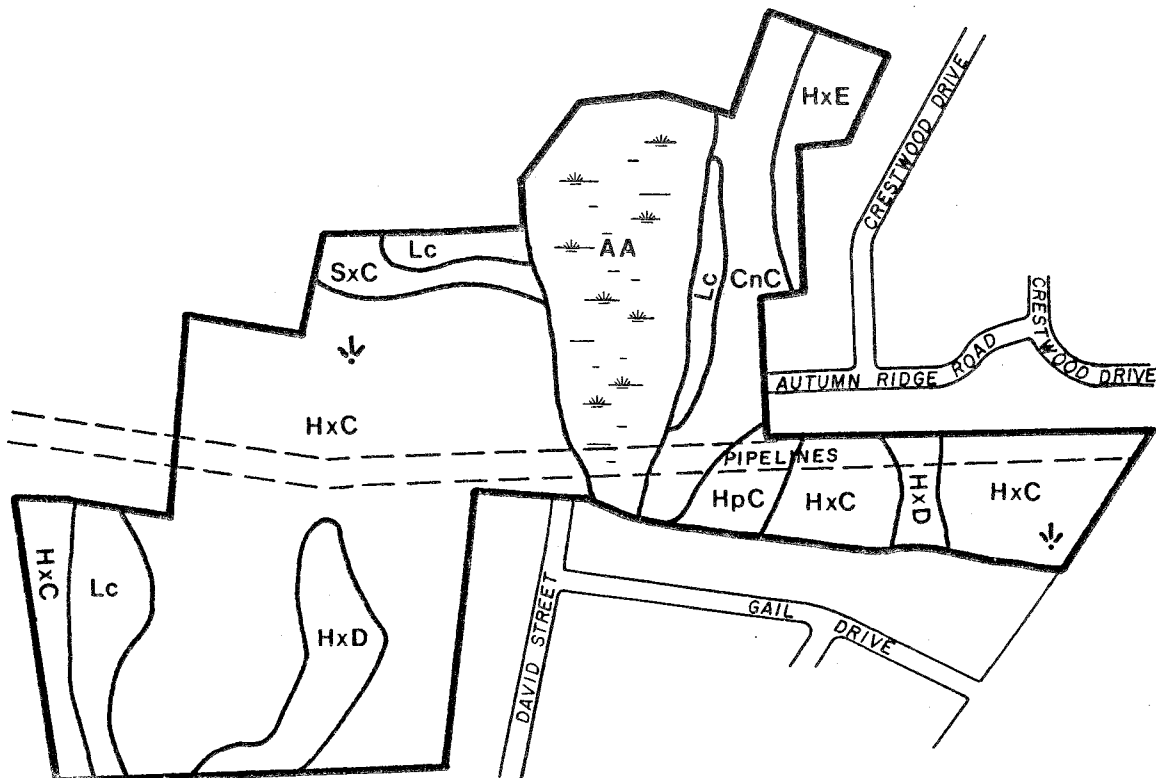 HxE
CRESTWOOD DRIVE
CRESTWOOD DRIVE
Lc
AA
SxC
Lc
CnC
AUTUMN RIDGE ROAD
HxC
PIPELINES
HpC
HxC
HxD
HxC
HxC
Lc
HxD
DAVID STREET
GAIL DRIVE